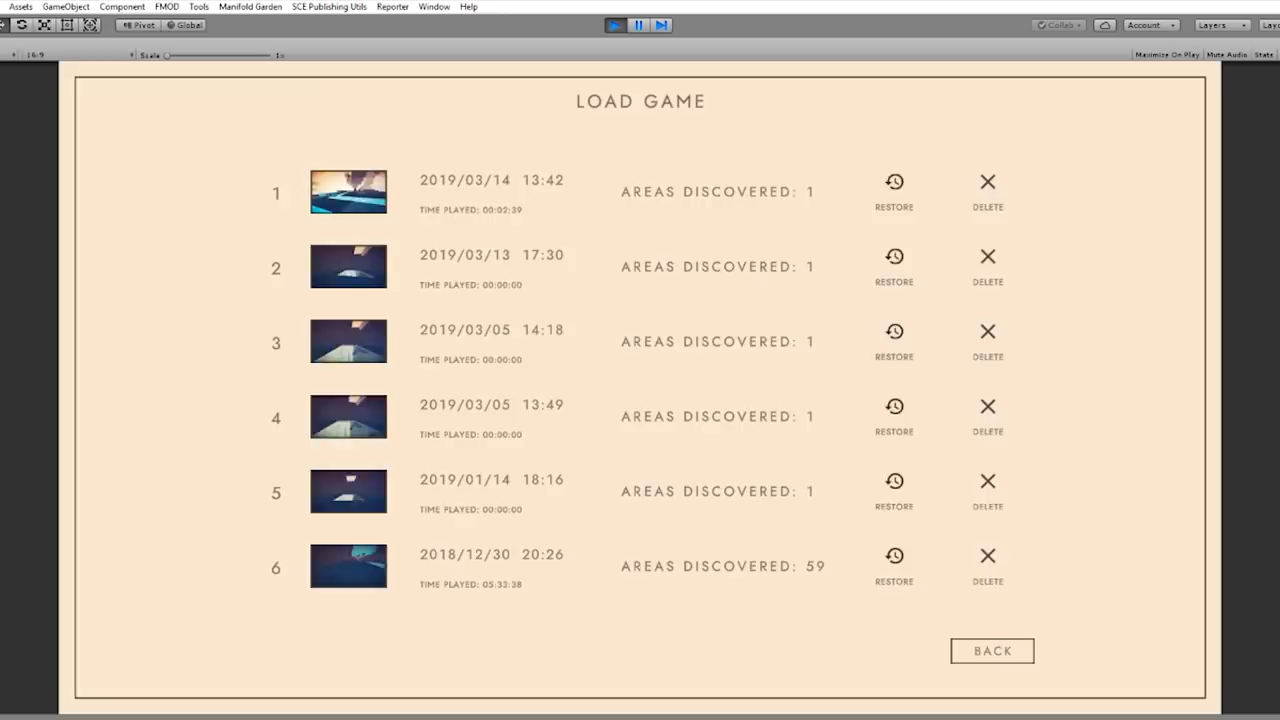 Assets GameObject Component FMOD Tools Manifold Garden SCE Publishing Utils Reporter Window Help
Pivot Global Collab Account Layers
16:9 Scale 1x Maximize On Play Mute Audio Stats
LOAD GAME
1 2019/03/14 13:42 AREAS DISCOVERED: 1
TIME PLAYED: 00:02:39 RESTORE DELETE
2 2019/03/13 17:30 AREAS DISCOVERED: 1
TIME PLAYED: 00:00:00 RESTORE DELETE
3 2019/03/05 14:18 AREAS DISCOVERED: 1
TIME PLAYED: 00:00:00 RESTORE DELETE
4 2019/03/05 13:49 AREAS DISCOVERED: 1
TIME PLAYED: 00:00:00 RESTORE DELETE
5 2019/01/14 18:16 AREAS DISCOVERED: 1
TIME PLAYED: 00:00:00 RESTORE DELETE
6 2018/12/30 20:26 AREAS DISCOVERED: 59
TIME PLAYED: 05:33:38 RESTORE DELETE
BACK